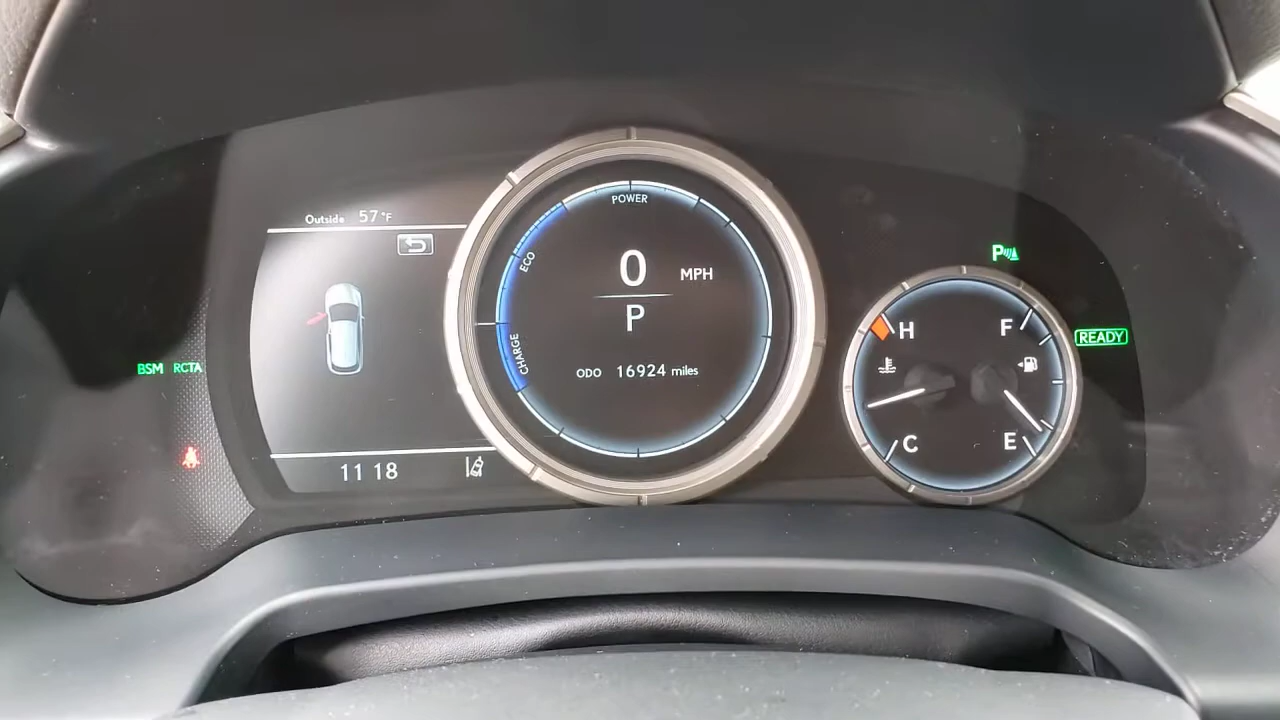 Outside 57°F
POWER
ECO
0 MPH
P
CHARGE
ODO 16924 miles
11 18
BSM RCTA
P
H F
C E
READY